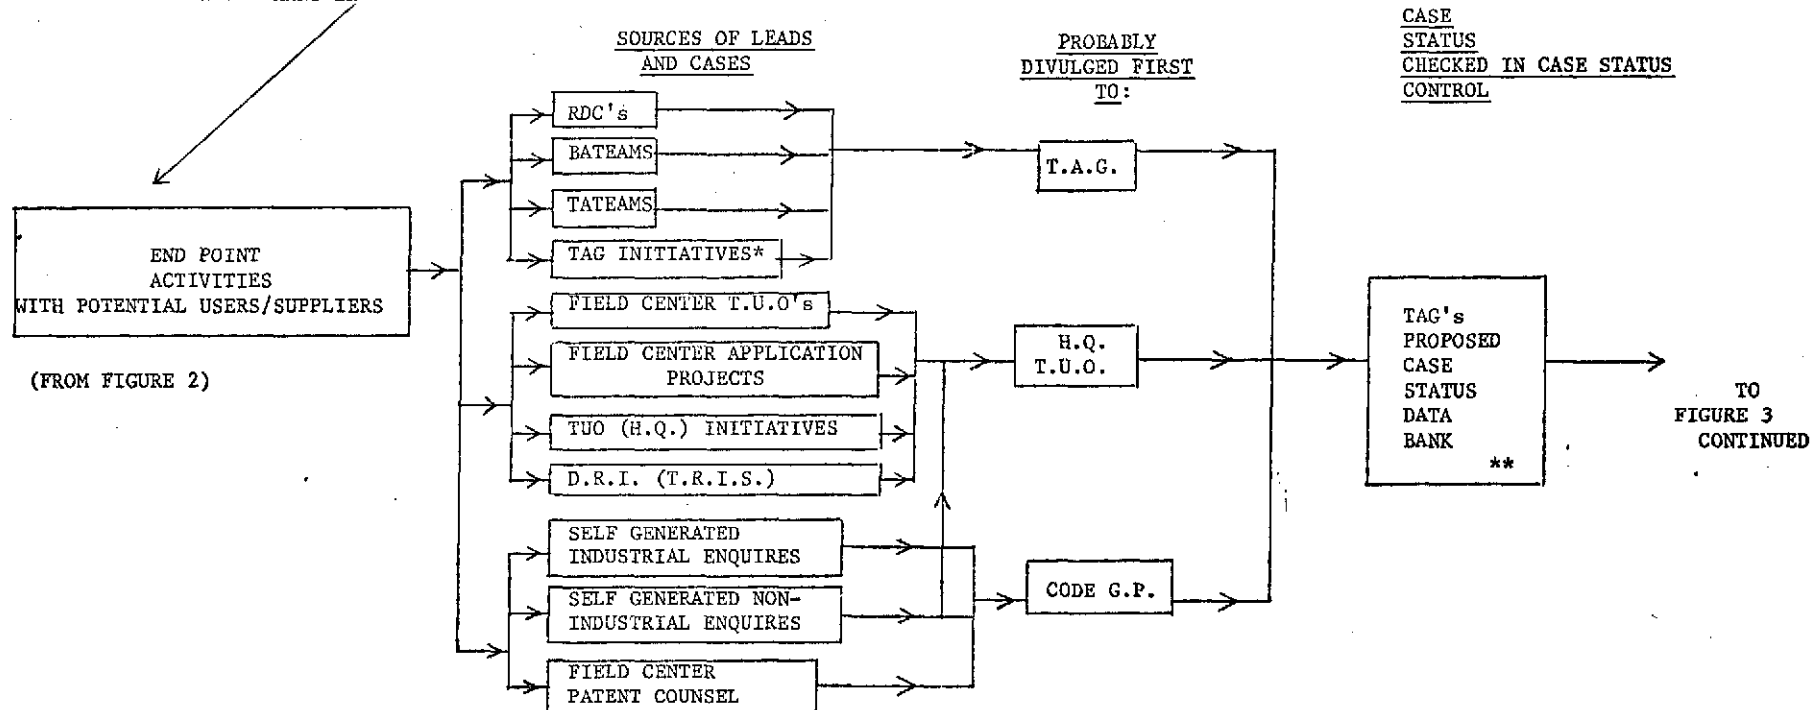 SOURCES OF LEADS
AND CASES
PROBABLY
DIVULGED FIRST
TO:
CASE
STATUS
CHECKED IN CASE STATUS
CONTROL
RDC's
BATEAMS
TATEAMS
TAG INITIATIVES*
T.A.G.
END POINT
ACTIVITIES
WITH POTENTIAL USERS/SUPPLIERS
(FROM FIGURE 2)
FIELD CENTER T.U.O's
FIELD CENTER APPLICATION
PROJECTS
TUO (H.Q.) INITIATIVES
D.R.I. (T.R.I.S.)
H.Q.
T.U.O.
TAG's
PROPOSED
CASE
STATUS
DATA
BANK
**
TO
FIGURE 3
CONTINUED
SELF GENERATED
INDUSTRIAL ENQUIRES
SELF GENERATED NON-
INDUSTRIAL ENQUIRES
FIELD CENTER
PATENT COUNSEL
CODE G.P.